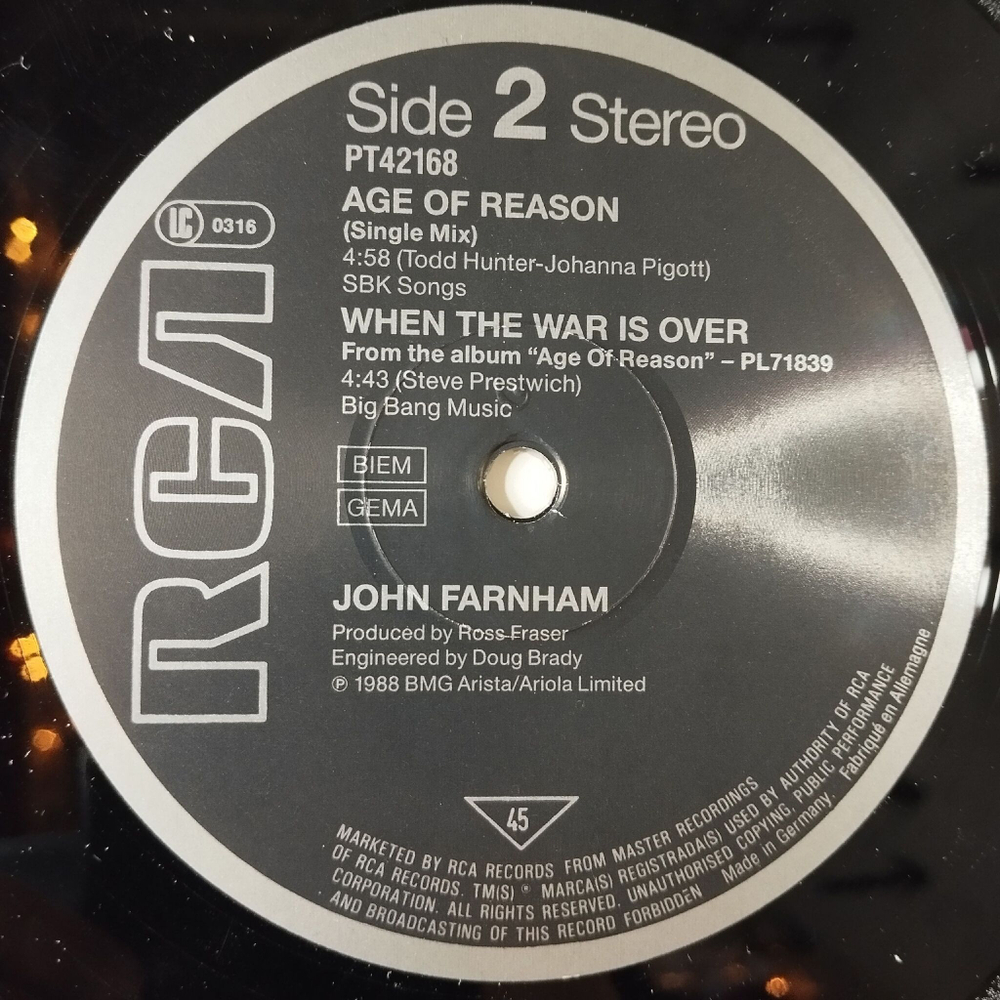 Side 2 Stereo
PT42168
AGE OF REASON
(Single Mix)
4:58 (Todd Hunter-Johanna Pigott)
SBK Songs
WHEN THE WAR IS OVER
From the album “Age Of Reason” – PL71839
4:43 (Steve Prestwich)
Big Bang Music
LC 0316
RCA
BIEM
GEMA
JOHN FARNHAM
Produced by Ross Fraser
Engineered by Doug Brady
℗ 1988 BMG Arista/Ariola Limited
45
MARKETED BY RCA RECORDS FROM MASTER RECORDINGS
OF RCA RECORDS. TM(S) ® MARCA(S) REGISTRADA(S) USED BY AUTHORITY OF RCA
CORPORATION. ALL RIGHTS RESERVED. UNAUTHORISED COPYING, PUBLIC PERFORMANCE
AND BROADCASTING OF THIS RECORD FORBIDDEN Made in Germany. Fabriqué en Allemagne.